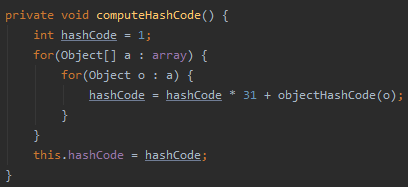 private void computeHashCode() {
    int hashCode = 1;
    for(Object[] a : array) {
        for(Object o : a) {
            hashCode = hashCode * 31 + objectHashCode(o);
        }
    }
    this.hashCode = hashCode;
}